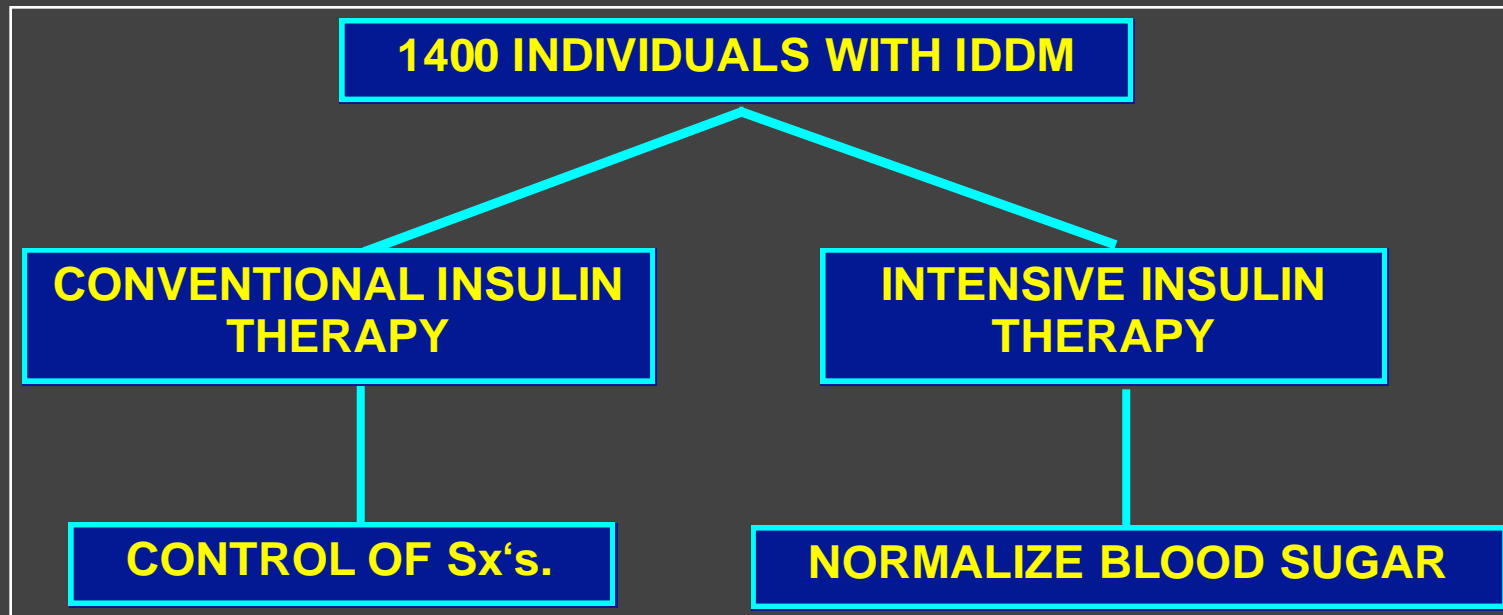 1400 INDIVIDUALS WITH IDDM
CONVENTIONAL INSULIN
THERAPY
INTENSIVE INSULIN
THERAPY
CONTROL OF Sx‘s.
NORMALIZE BLOOD SUGAR